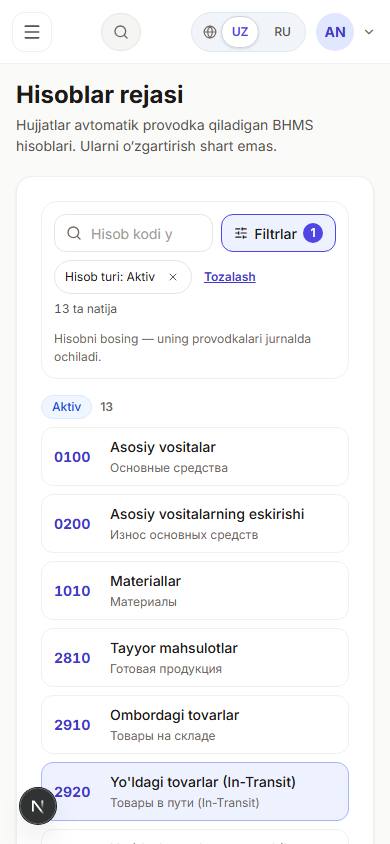 UZ
RU
AN
Hisoblar rejasi
Hujjatlar avtomatik provodka qiladigan BHMS
hisoblari. Ularni o‘zgartirish shart emas.
Hisob kodi y
Filtrlar 1
Hisob turi: Aktiv
Tozalash
13 ta natija
Hisobni bosing — uning provodkalari jurnalda
ochiladi.
Aktiv 13
0100
Asosiy vositalar
Основные средства
0200
Asosiy vositalarning eskirishi
Износ основных средств
1010
Materiallar
Материалы
2810
Tayyor mahsulotlar
Готовая продукция
2910
Ombordagi tovarlar
Товары на складе
2920
Yo'ldagi tovarlar (In-Transit)
Товары в пути (In-Transit)
N